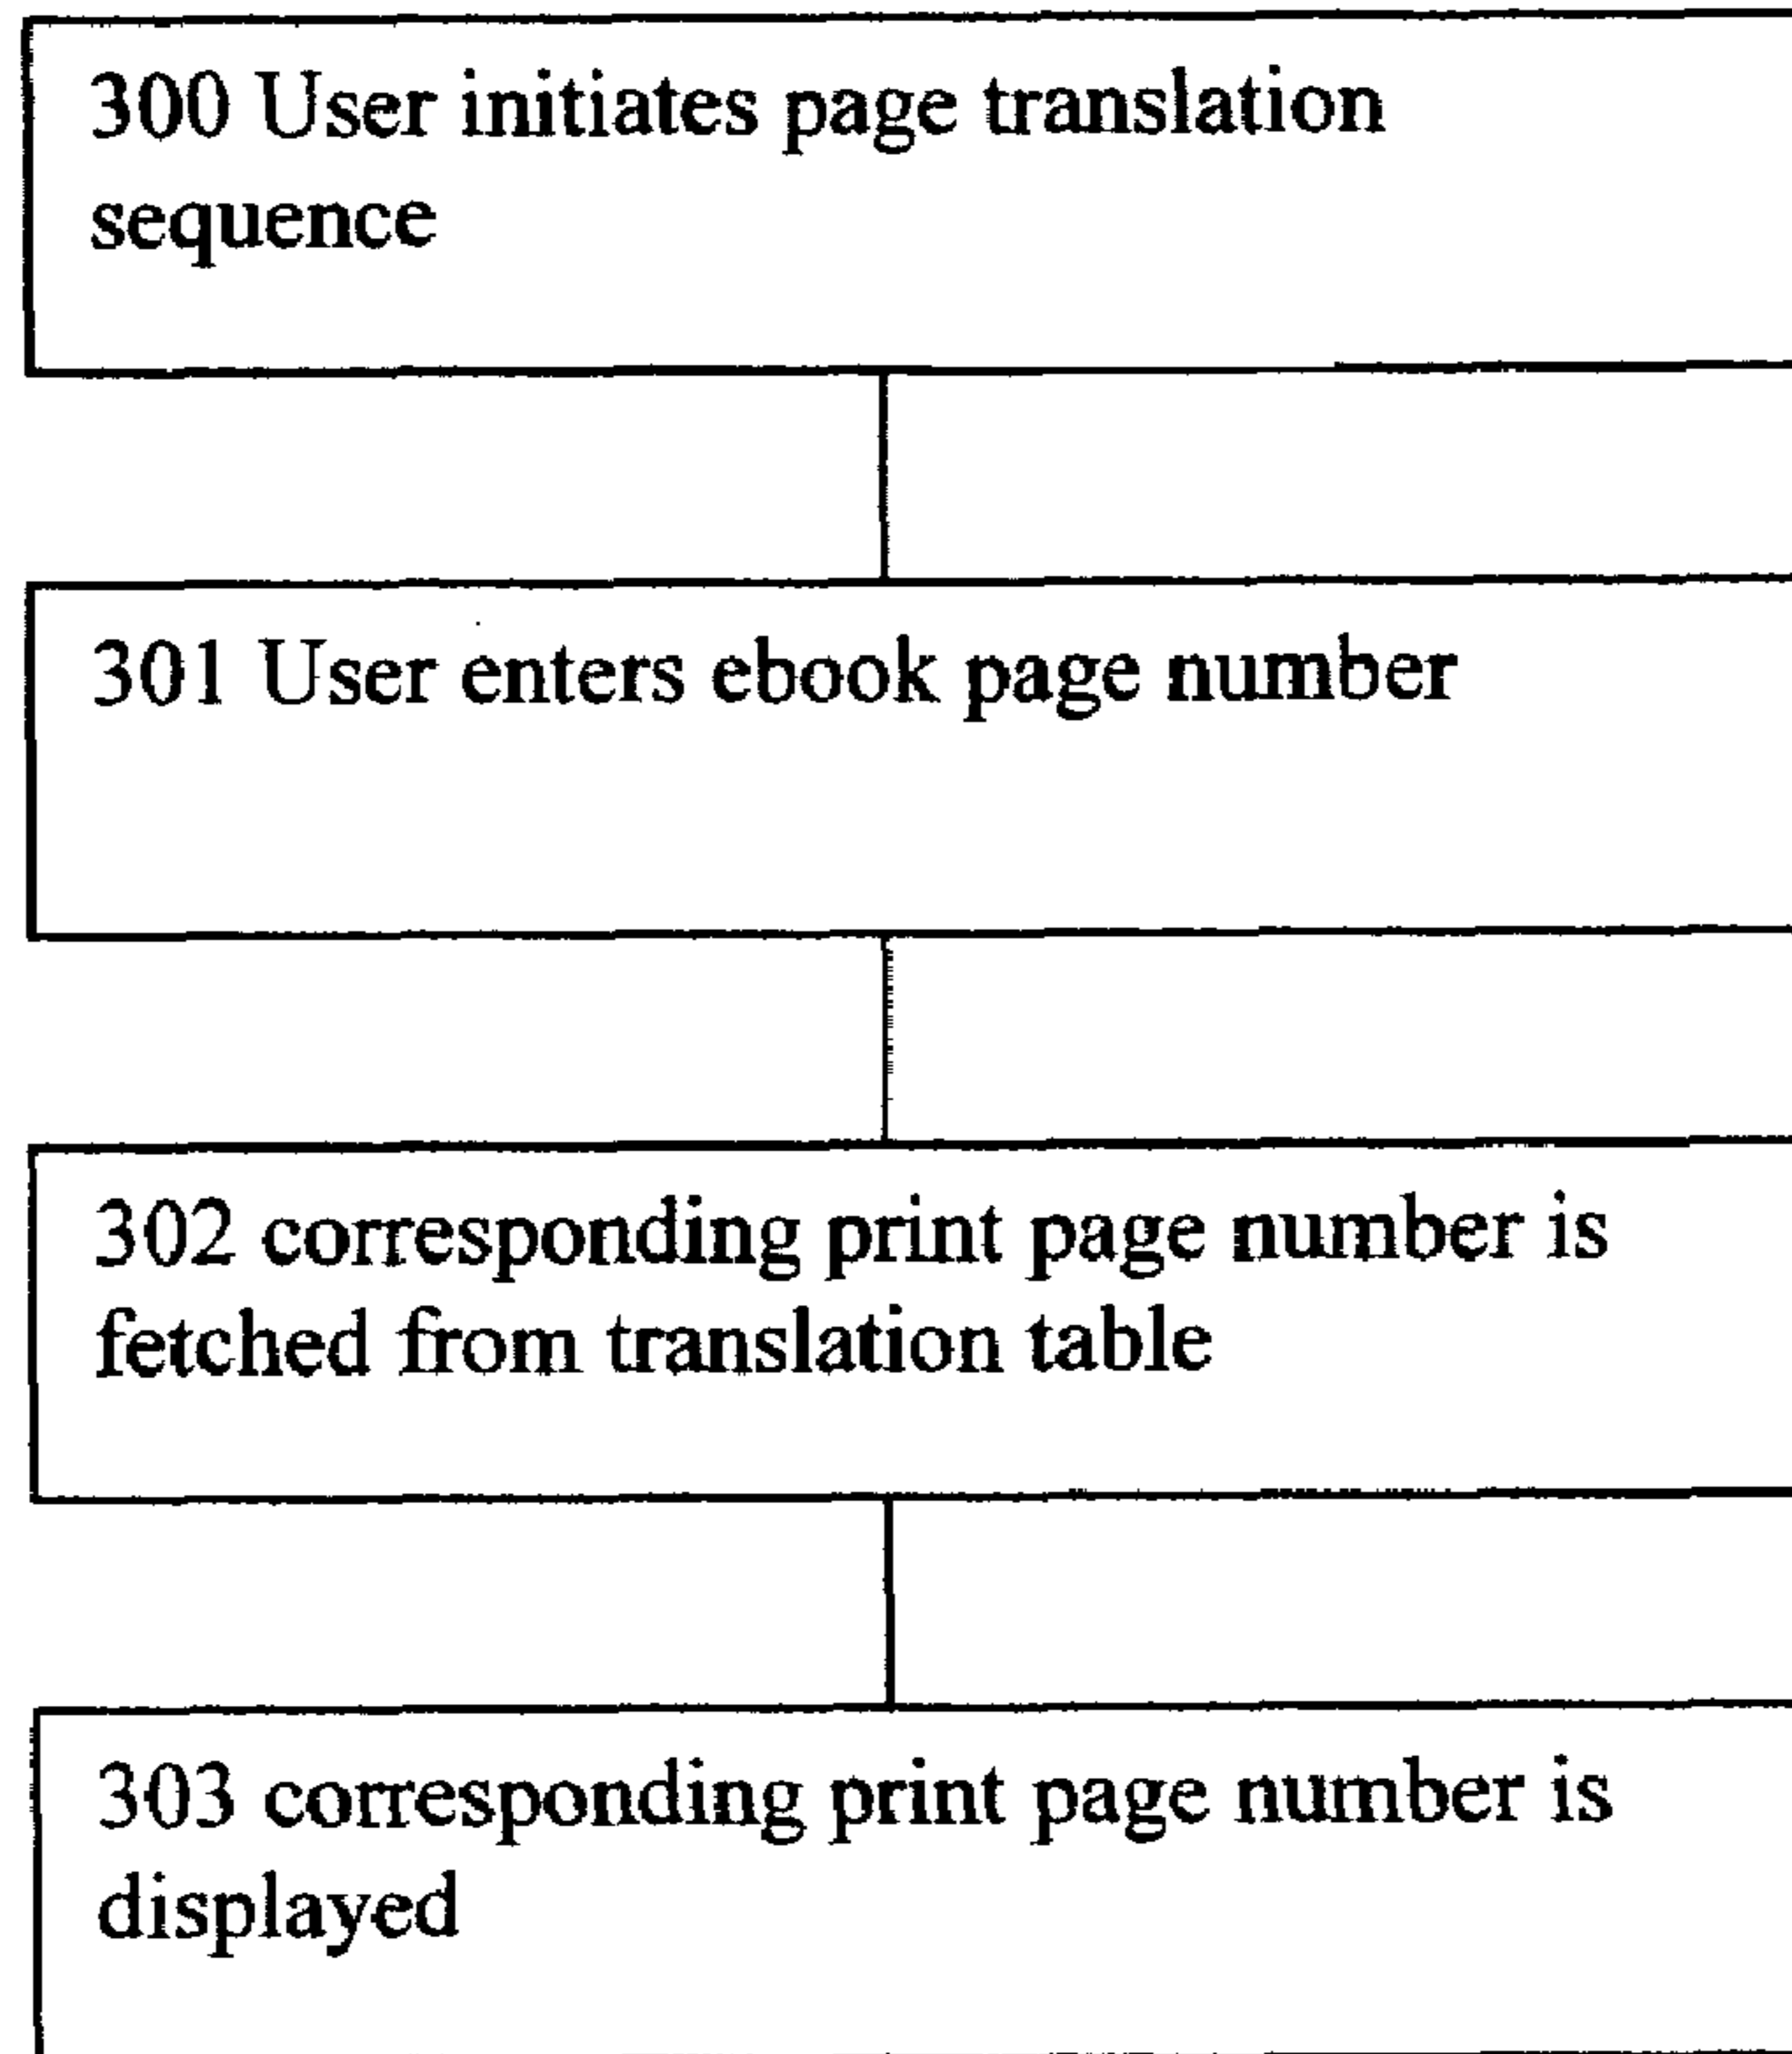 300 User initiates page translation
sequence
301 User enters ebook page number
302 corresponding print page number is
fetched from translation table
303 corresponding print page number is
displayed